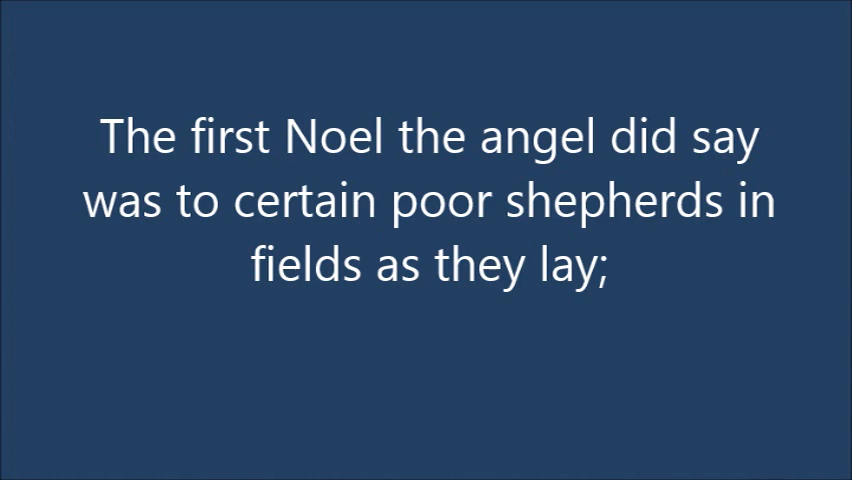 The first Noel the angel did say
was to certain poor shepherds in
fields as they lay;